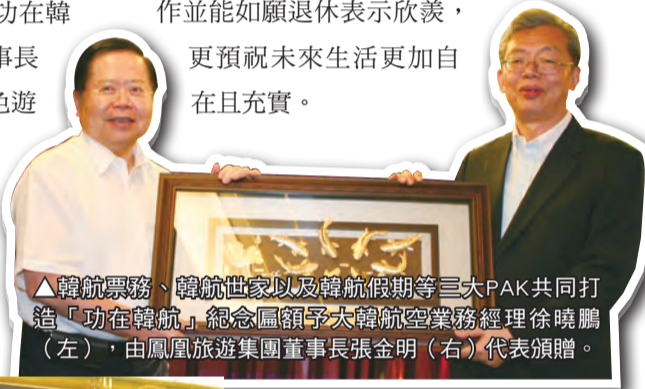 功在韓
事長
色遊
作並能如願退休表示欣羨，
更預祝未來生活更加自
在且充實。
▲韓航票務、韓航世家以及韓航假期等三大PAK共同打
造「功在韓航」紀念匾額予大韓航空業務經理徐曉鵬
（左），由鳳凰旅遊集團董事長張金明（右）代表頒贈。